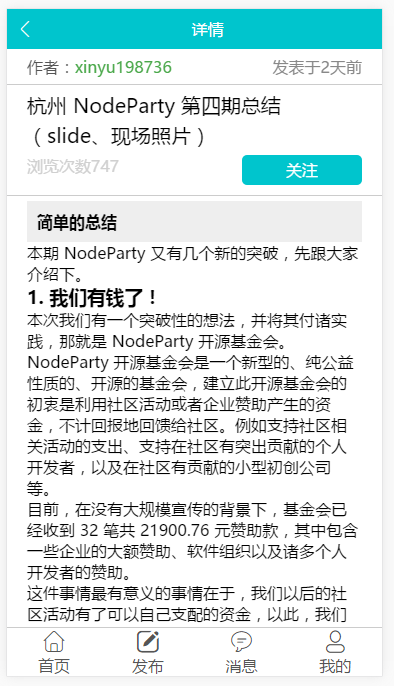 详情
作者：xinyu198736 发表于2天前
杭州 NodeParty 第四期总结
（slide、现场照片）
浏览次数747 关注
简单的总结
本期 NodeParty 又有几个新的突破，先跟大家
介绍下。
1. 我们有钱了！
本次我们有一个突破性的想法，并将其付诸实
践，那就是 NodeParty 开源基金会。
NodeParty 开源基金会是一个新型的、纯公益
性质的、开源的基金会，建立此开源基金会的
初衷是利用社区活动或者企业赞助产生的资
金，不计回报地回馈给社区。例如支持社区相
关活动的支出、支持在社区有突出贡献的个人
开发者，以及在社区有贡献的小型初创公司
等。
目前，在没有大规模宣传的背景下，基金会已
经收到 32 笔共 21900.76 元赞助款，其中包含
一些企业的大额赞助、软件组织以及诸多个人
开发者的赞助。
这件事情最有意义的事情在于，我们以后的社
区活动有了可以自己支配的资金，以此，我们
首页 发布 消息 我的